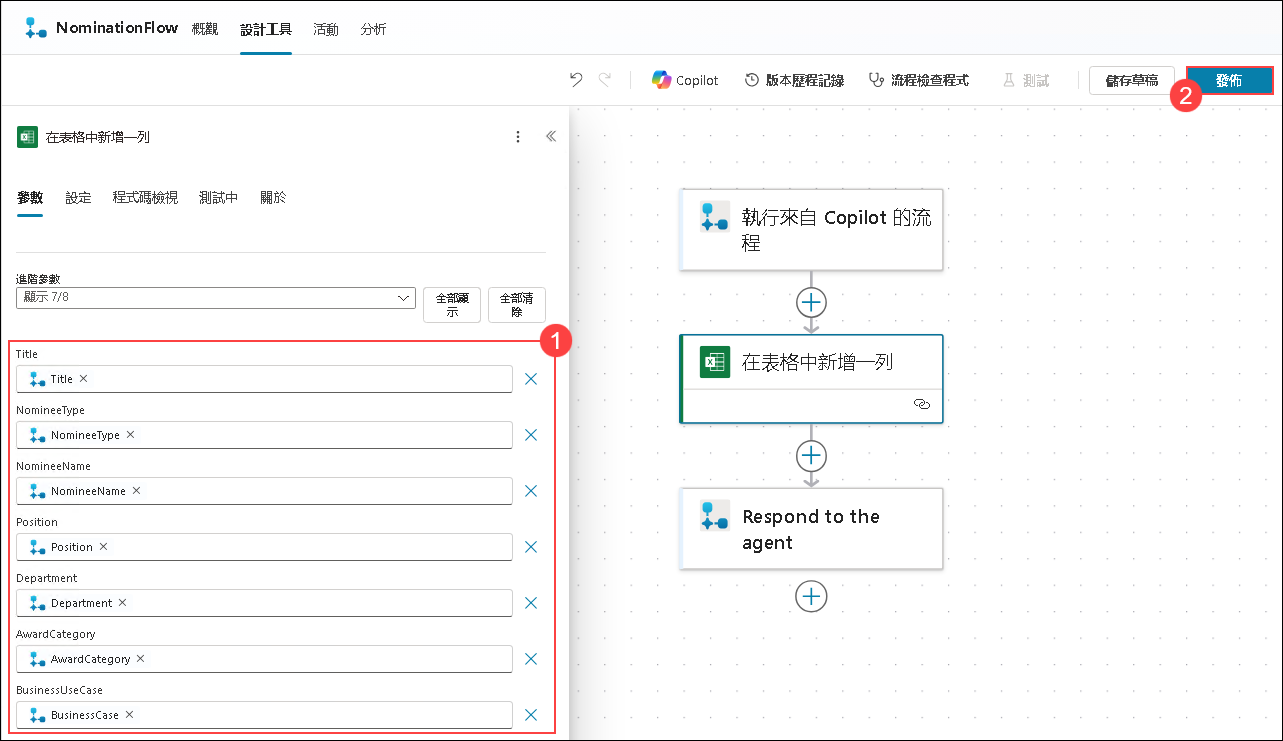 NominationFlow 概觀 設計工具 活動 分析
Copilot 版本歷程記錄 流程檢查程式 測試 儲存草稿 發佈
2
在表格中新增一列
參數 設定 程式碼檢視 測試中 關於
進階參數
顯示 7/8
全部顯
示
全部清
除
1
Title
Title
NomineeType
NomineeType
NomineeName
NomineeName
Position
Position
Department
Department
AwardCategory
AwardCategory
BusinessUseCase
BusinessCase
執行來自 Copilot 的流
程
在表格中新增一列
Respond to the
agent